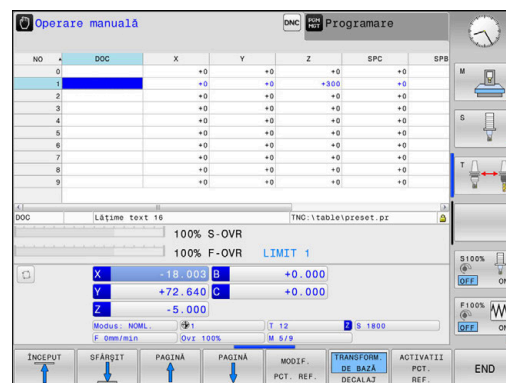 Operare manuală DNC PGM MGT Programare
NO DOC X Y Z SPC SPB
0 +0 +0 +0 +0
1 +0 +0 +300 +0
2 +0 +0 +0 +0
3 +0 +0 +0 +0
4 +0 +0 +0 +0
5 +0 +0 +0 +0
6 +0 +0 +0 +0
7 +0 +0 +0 +0
8 +0 +0 +0 +0
9 +0 +0 +0 +0
DOC Lăţime text 16 TNC:\table\preset.pr
100% S-OVR
100% F-OVR LIMIT 1
X -18.003 B +0.000
Y +72.640 C +0.000
Z -5.000
Modus: NOML. 1 T 12 Z S 1800
F 0mm/min Ovr 100% M 5/9
M
S
T
S100%
OFF ON
F100%
OFF ON
ÎNCEPUT SFÂRŞIT PAGINĂ PAGINĂ MODIF. PCT. REF. TRANSFORM. DE BAZĂ DECALAJ ACTIVATII PCT. REF. END